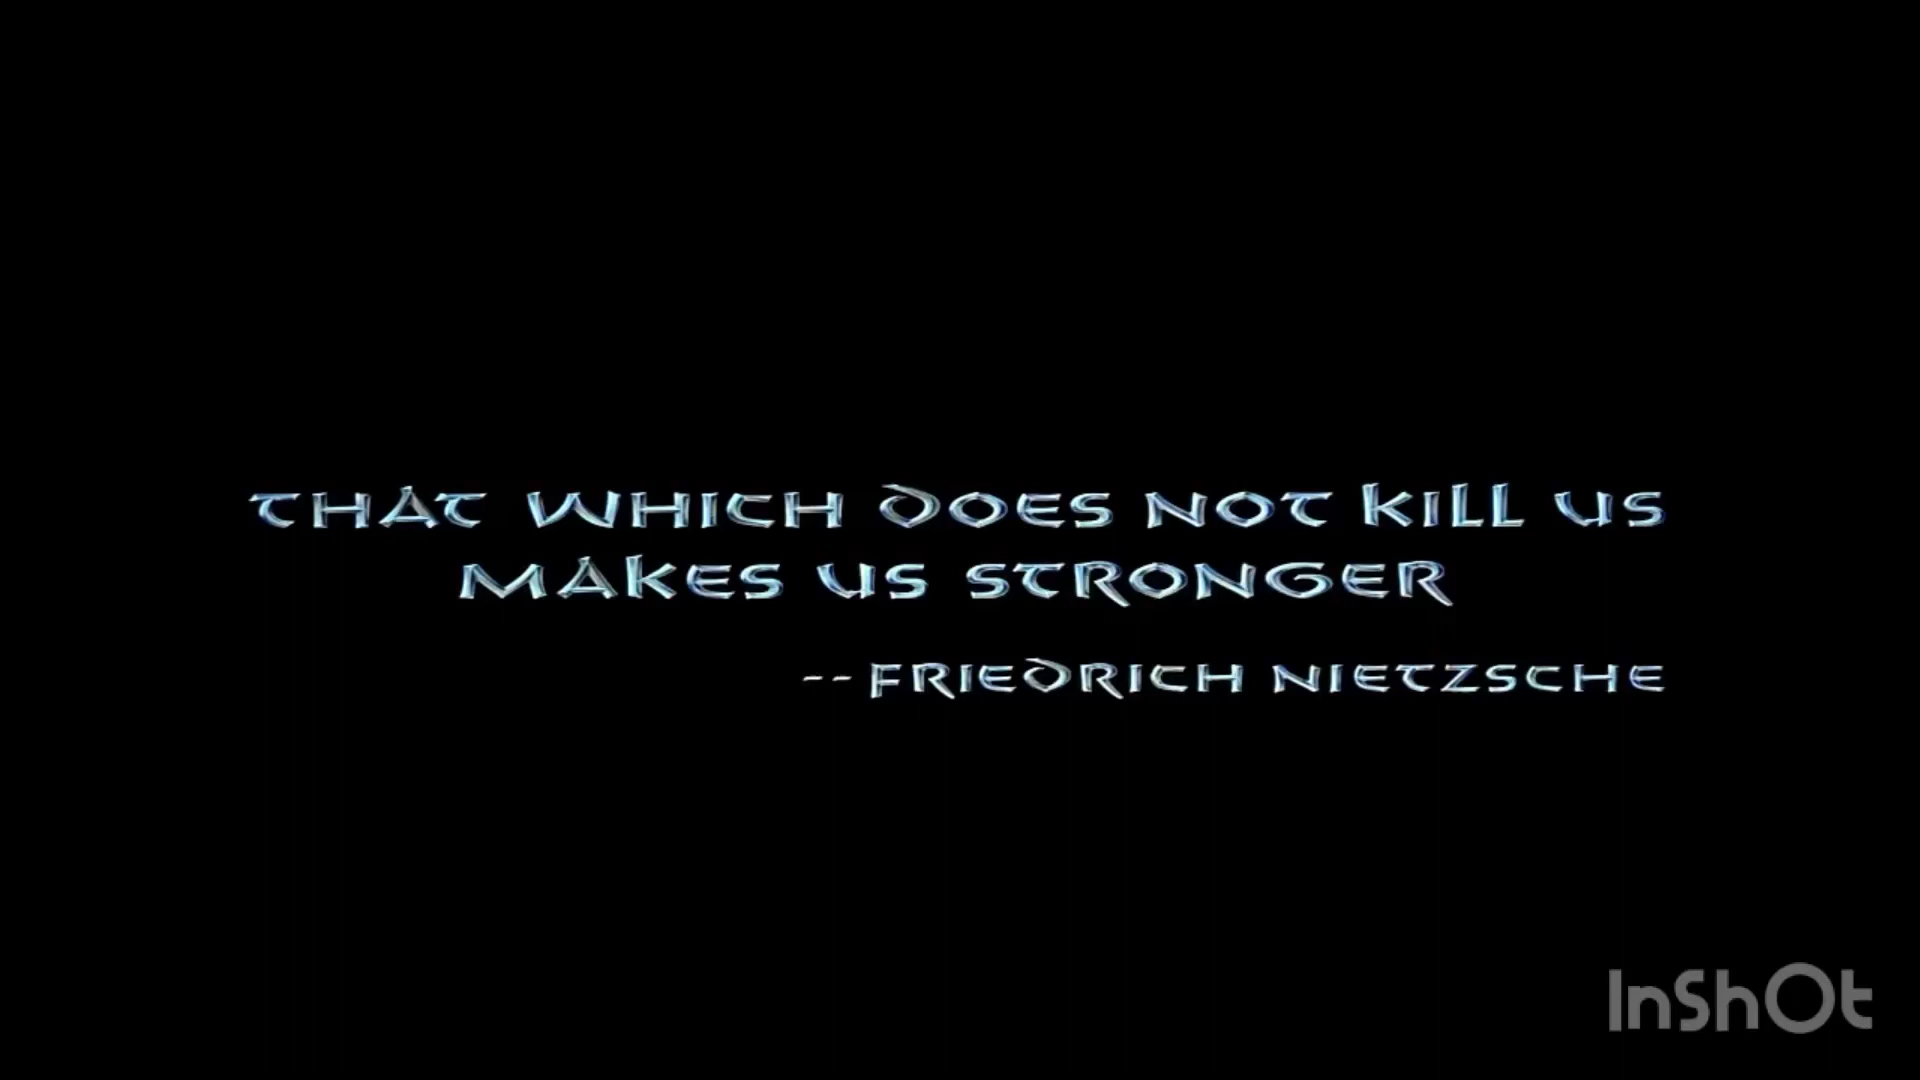 THAT WHICH DOES NOT KILL US
MAKES US STRONGER
--FRIEDRICH NIETZSCHE
InShOt